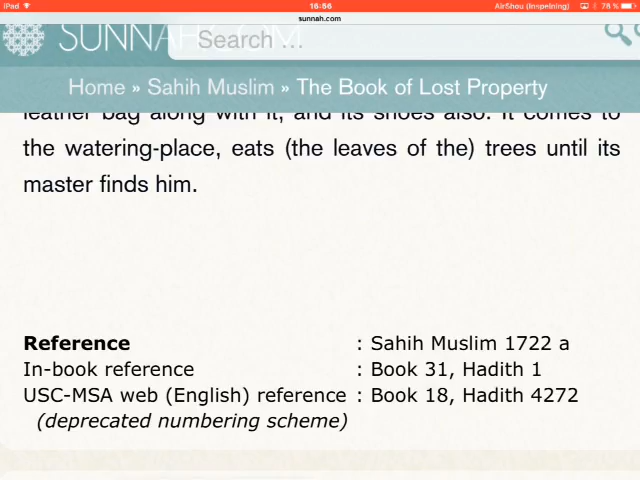 iPad 16:56 AirShou (Innspelning) 78 %
sunnah.com
SUNNAH.COM Search ...
Home » Sahih Muslim » The Book of Lost Property
leather bag along with it, and its shoes also. It comes to
the watering-place, eats (the leaves of the) trees until its
master finds him.
Reference : Sahih Muslim 1722 a
In-book reference : Book 31, Hadith 1
USC-MSA web (English) reference : Book 18, Hadith 4272
(deprecated numbering scheme)